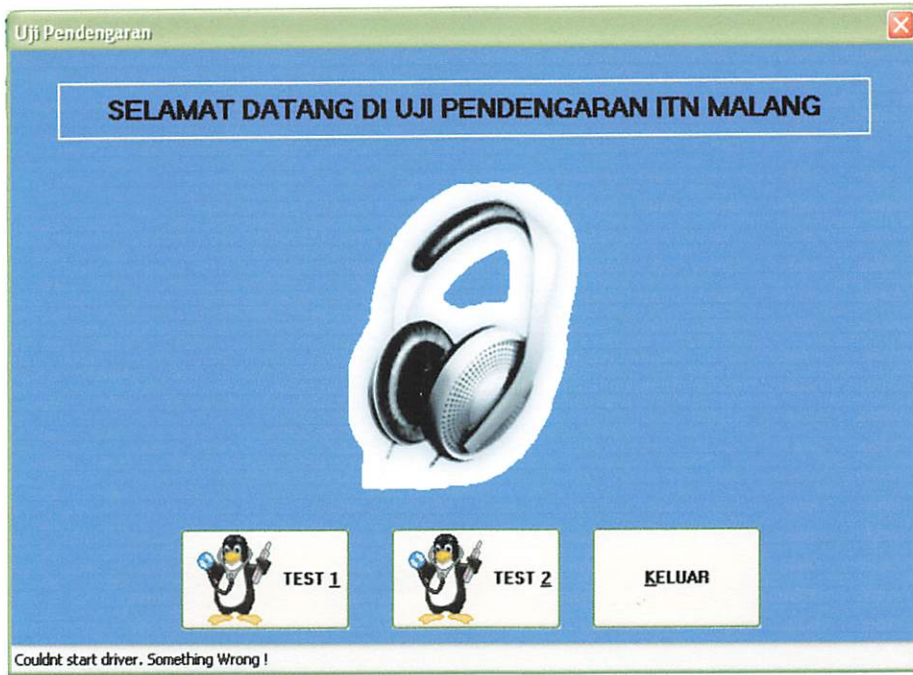 Uji Pendengaran
SELAMAT DATANG DI UJI PENDENGARAN ITN MALANG
TEST 1
TEST 2
KELUAR
Couldnt start driver. Something Wrong !